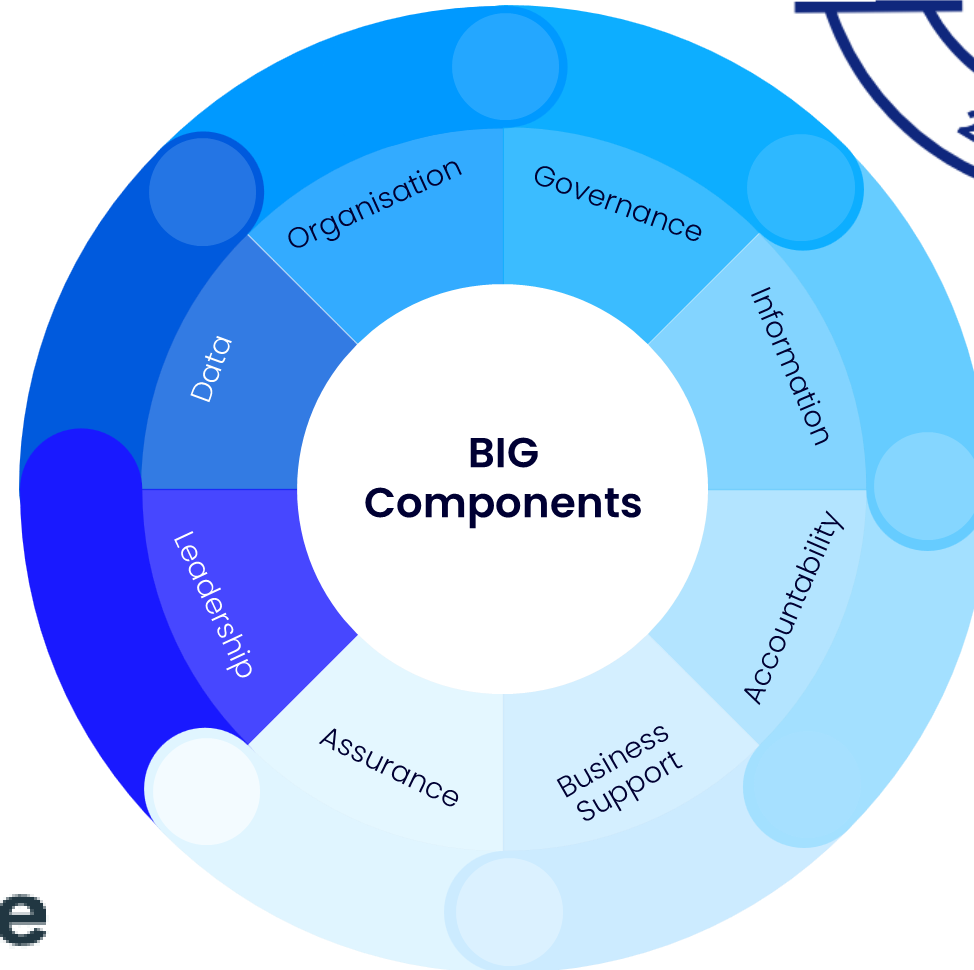 Organisation
Governance
Information
Data
BIG
Components
Accountability
Leadership
Business
Support
Assurance
e